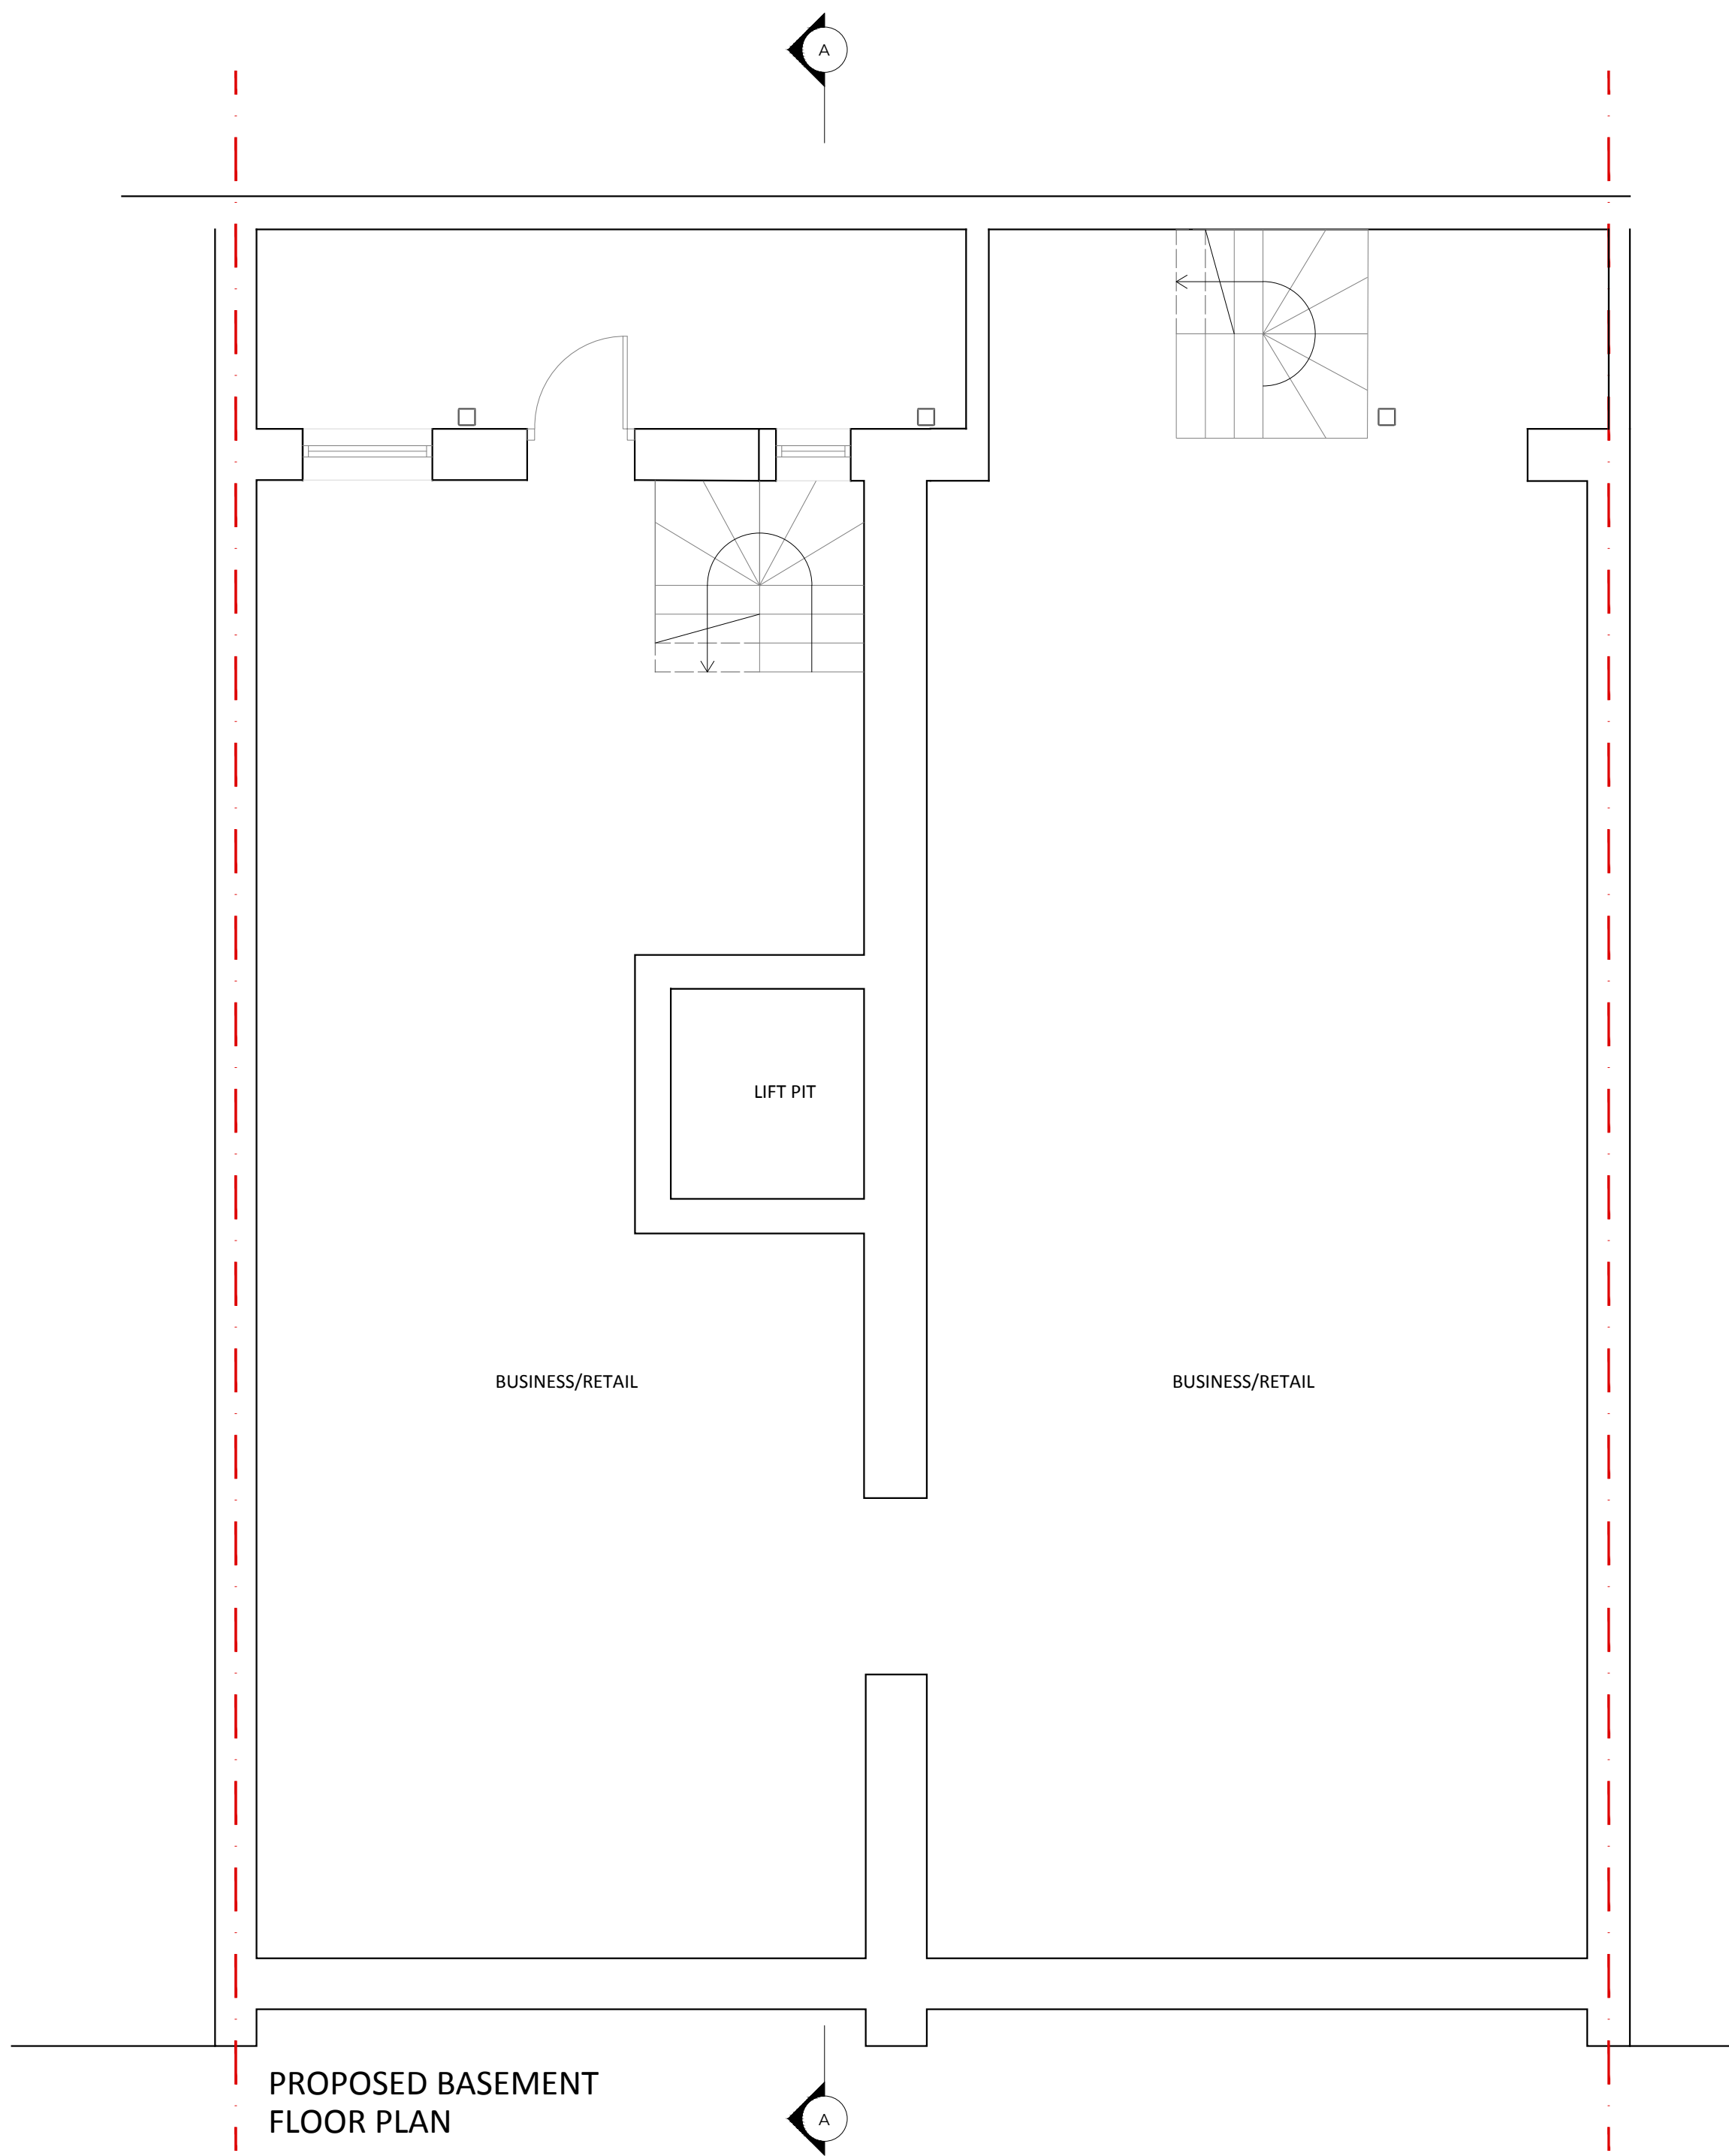 A
LIFT PIT
BUSINESS/RETAIL
BUSINESS/RETAIL
PROPOSED BASEMENT
FLOOR PLAN
A